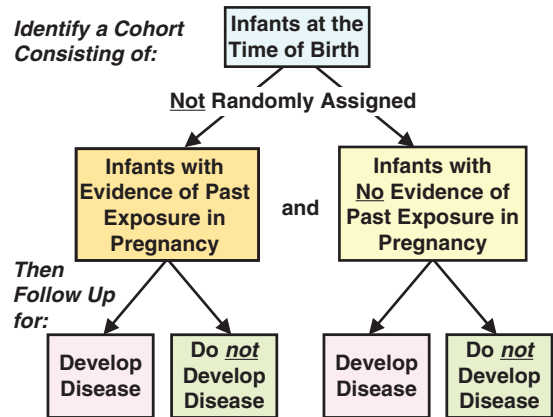 Identify a Cohort
Consisting of:
Infants at the
Time of Birth
Not Randomly Assigned
Infants with
Evidence of Past
Exposure in
Pregnancy
and
Infants with
No Evidence of
Past Exposure in
Pregnancy
Then
Follow Up
for:
Develop
Disease
Do not
Develop
Disease
Develop
Disease
Do not
Develop
Disease